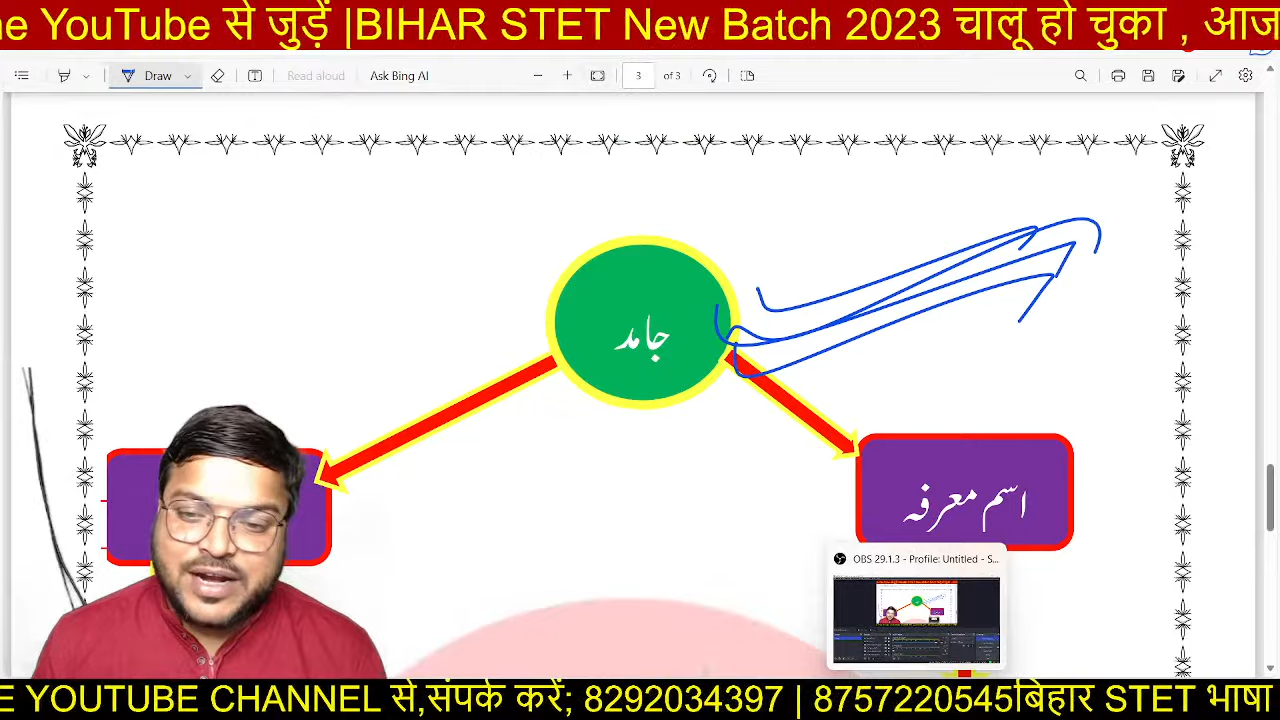 ne YouTube से जुड़ें |BIHAR STET New Batch 2023 चालू हो चुका , आज
Draw
Read aloud
Ask Bing AI
3 of 3
جامد
اسم معرفہ
OBS 29.1.3 - Profile: Untitled - S...
E YOUTUBE CHANNEL से,संपर्क करें; 8292034397 | 8757220545बिहार STET भाषा